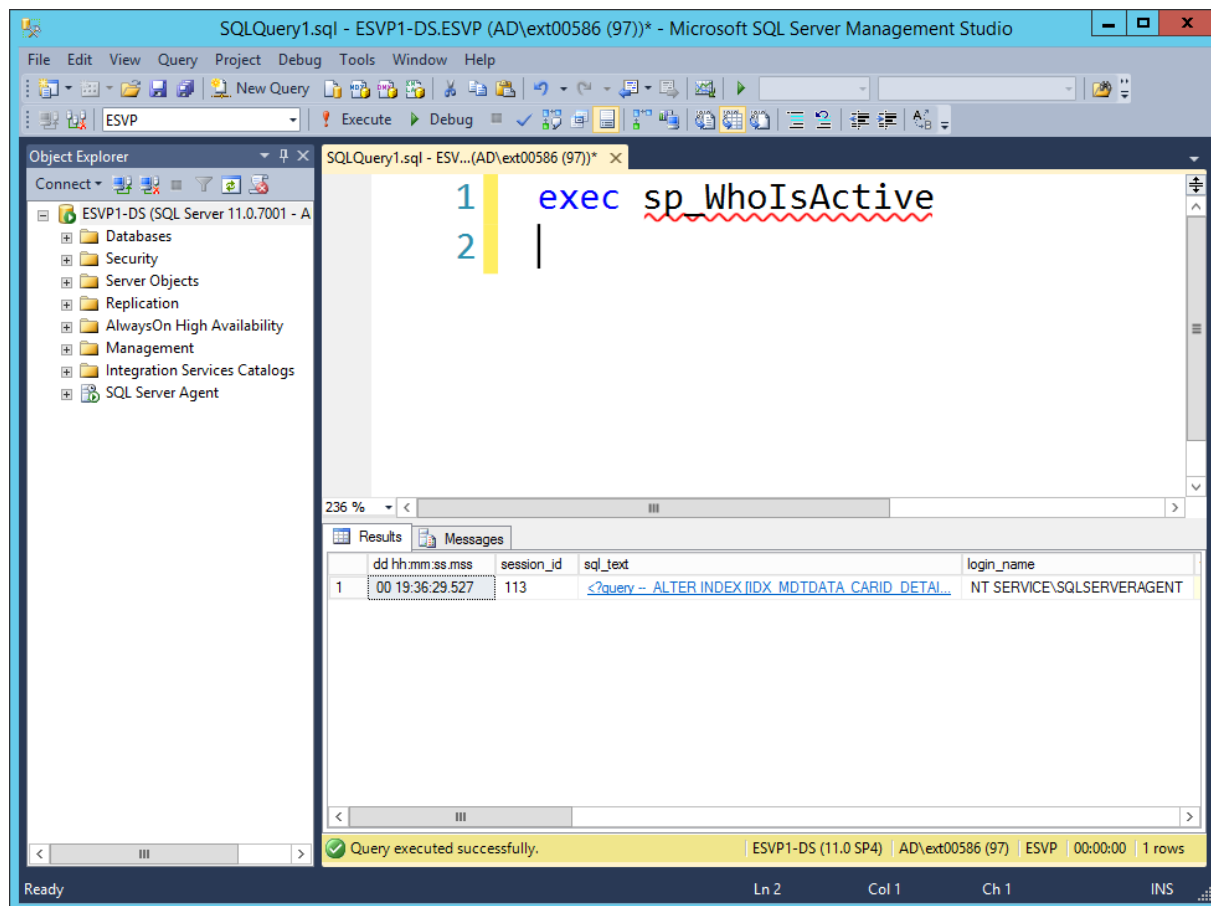 SQLQuery1.sql - ESVP1-DS.ESVP (AD\ext00586 (97))* - Microsoft SQL Server Management Studio
File Edit View Query Project Debug Tools Window Help
New Query
ESVP
Execute Debug
Object Explorer
SQLQuery1.sql - ESV...(AD\ext00586 (97))*
Connect
ESVP1-DS (SQL Server 11.0.7001 - A
Databases
Security
Server Objects
Replication
AlwaysOn High Availability
Management
Integration Services Catalogs
SQL Server Agent
1 exec sp_WhoIsActive
2
236 %
Results Messages
dd hh:mm:ss.mss session_id sql_text login_name
1 00 19:36:29.527 113 <?query -- ALTER INDEX [IDX_MDTDATA_CARID_DETAI... NT SERVICE\SQLSERVERAGENT
Query executed successfully. ESVP1-DS (11.0 SP4) AD\ext00586 (97) ESVP 00:00:00 1 rows
Ready Ln 2 Col 1 Ch 1 INS